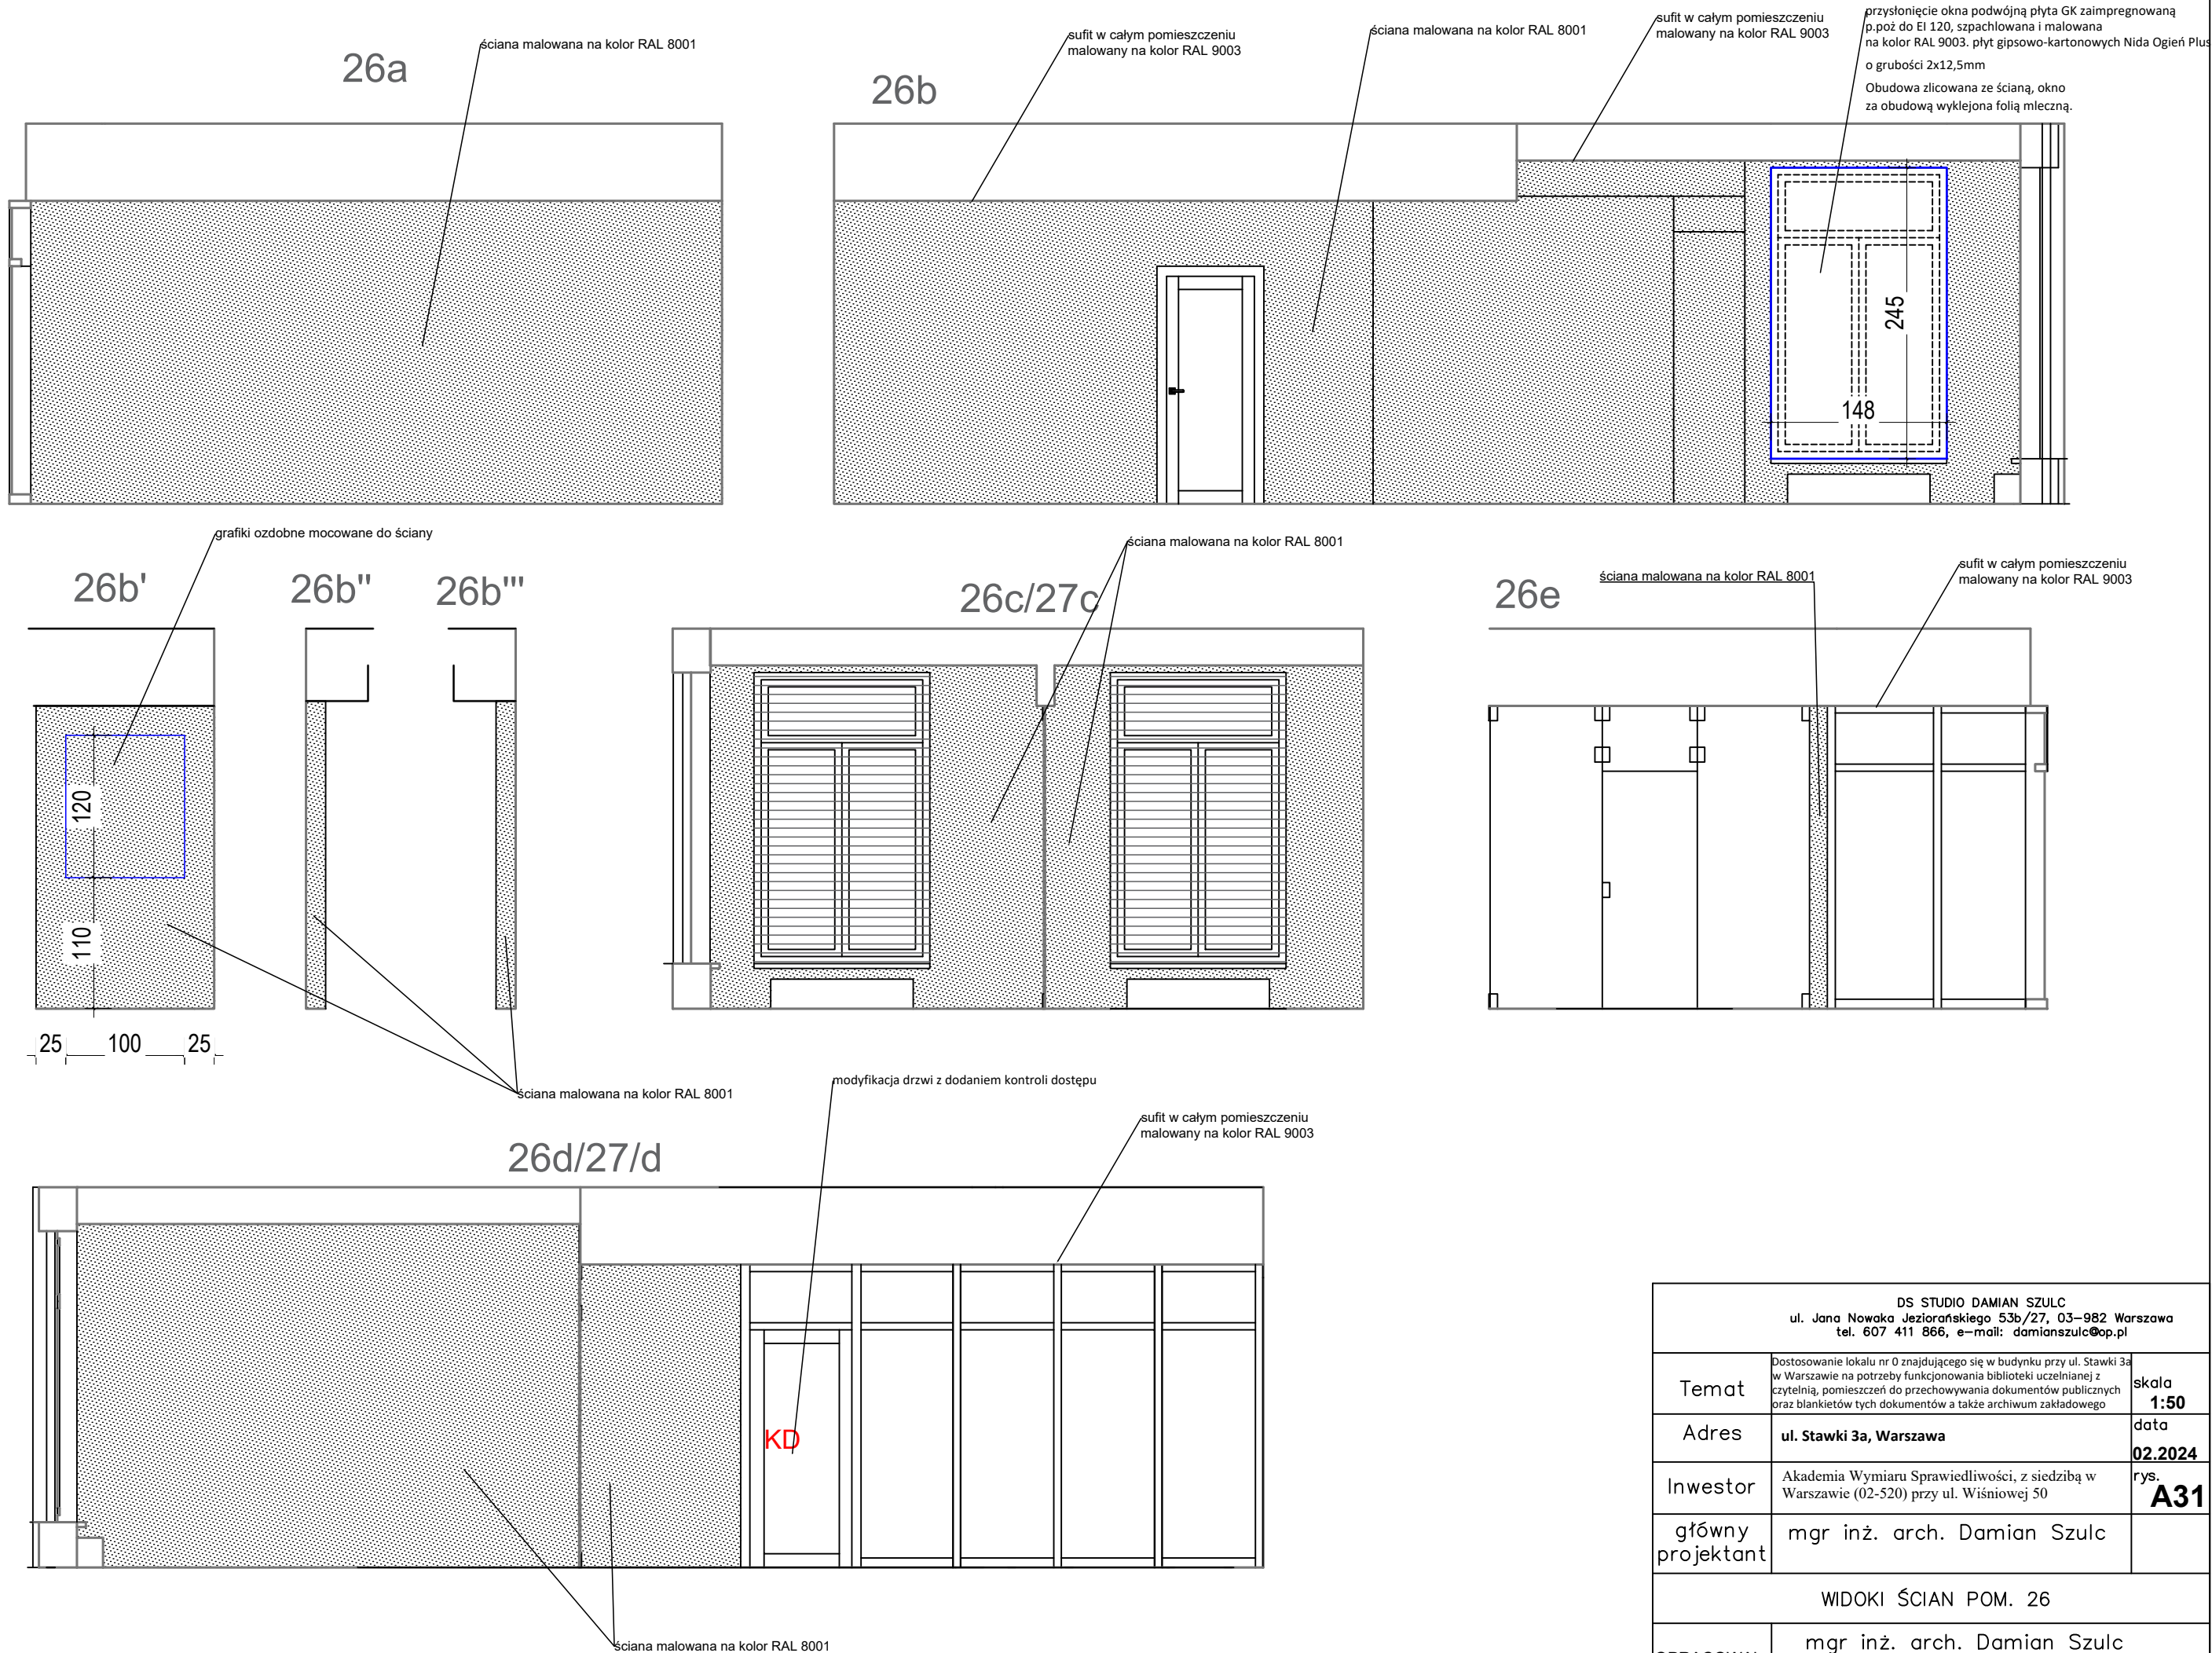 26a
ściana malowana na kolor RAL 8001
26b
sufit w całym pomieszczeniu
malowany na kolor RAL 9003
ściana malowana na kolor RAL 8001
sufit w całym pomieszczeniu
malowany na kolor RAL 9003
przysłonięcie okna podwójną płyta GK zaimpregnowaną
p.poż do EI 120, szpachlowana i malowana
na kolor RAL 9003. płyt gipsowo-kartonowych Nida Ogień Plus
o grubości 2x12,5mm
Obudowa zlicowana ze ścianą, okno
za obudową wyklejona folią mleczną.
245
148
grafiki ozdobne mocowane do ściany
26b'
26b''
26b'''
120
110
25
100
25
ściana malowana na kolor RAL 8001
26c/27c
ściana malowana na kolor RAL 8001
26e
ściana malowana na kolor RAL 8001
sufit w całym pomieszczeniu
malowany na kolor RAL 9003
26d/27/d
modyfikacja drzwi z dodaniem kontroli dostępu
sufit w całym pomieszczeniu
malowany na kolor RAL 9003
KD
ściana malowana na kolor RAL 8001
DS STUDIO DAMIAN SZULC
ul. Jana Nowaka Jeziorańskiego 53b/27, 03-982 Warszawa
tel. 607 411 866, e-mail: damianszulc@op.pl
Temat
Dostosowanie lokalu nr 0 znajdującego się w budynku przy ul. Stawki 3a
w Warszawie na potrzeby funkcjonowania biblioteki uczelnianej z
czytelnią, pomieszczeń do przechowywania dokumentów publicznych
oraz blankietów tych dokumentów a także archiwum zakładowego
skala
1:50
Adres
ul. Stawki 3a, Warszawa
data
02.2024
Inwestor
Akademia Wymiaru Sprawiedliwości, z siedzibą w
Warszawie (02-520) przy ul. Wiśniowej 50
rys.
A31
główny
projektant
mgr inż. arch. Damian Szulc
WIDOKI ŚCIAN POM. 26
mgr inż. arch. Damian Szulc